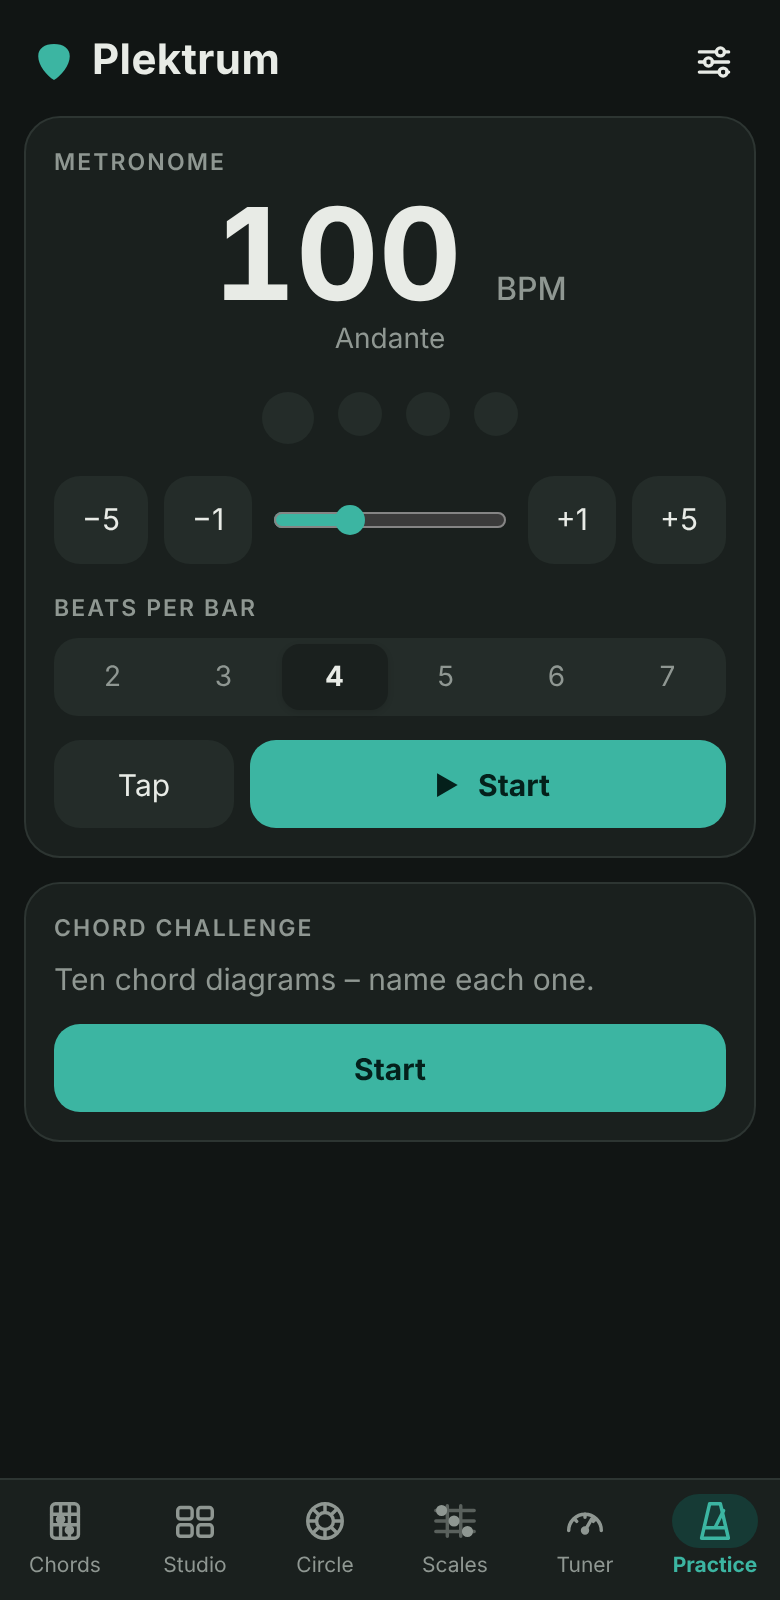 Plektrum
METRONOME
100 BPM
Andante
−5 −1 +1 +5
BEATS PER BAR
2 3 4 5 6 7
Tap Start
CHORD CHALLENGE
Ten chord diagrams – name each one.
Start
Chords Studio Circle Scales Tuner Practice